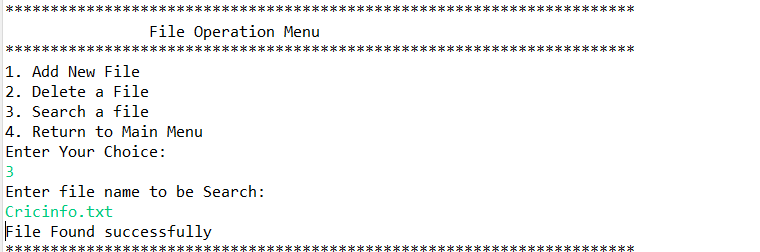 **********************************************************************
File Operation Menu
**********************************************************************
1. Add New File
2. Delete a File
3. Search a file
4. Return to Main Menu
Enter Your Choice:
3
Enter file name to be Search:
Cricinfo.txt
File Found successfully
**********************************************************************